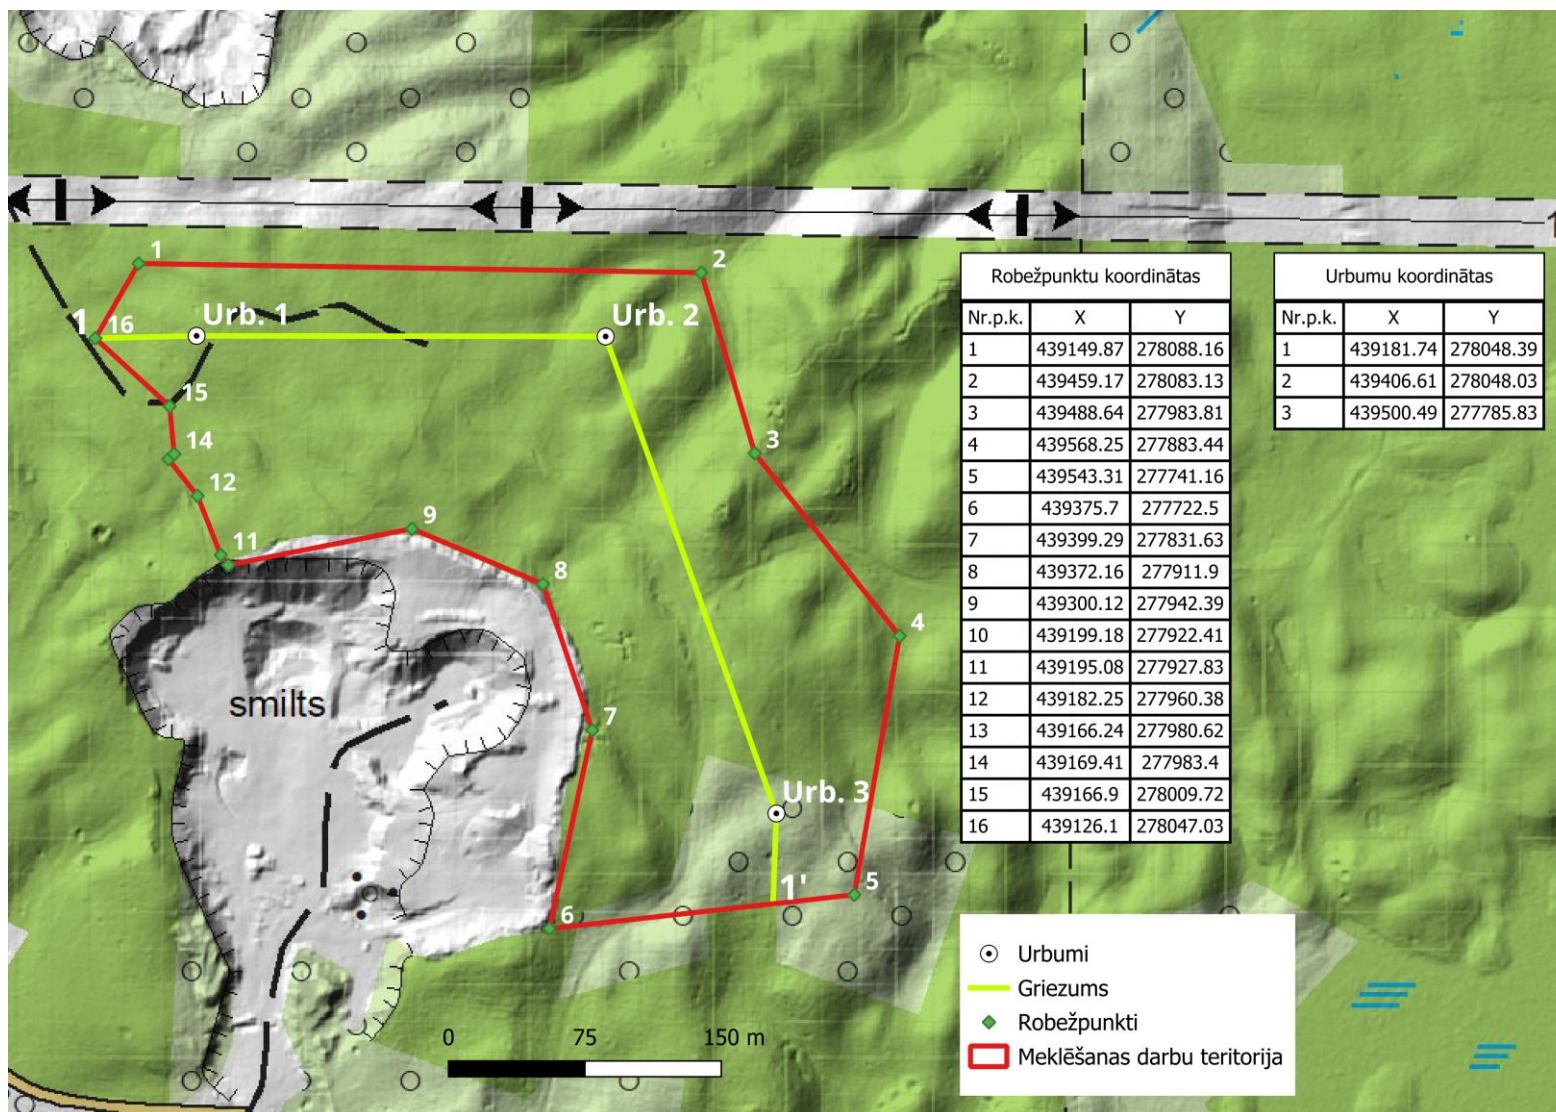 1
2
Urb. 1
Urb. 2
1
16
15
3
14
12
9
11
8
4
smilts
7
Urb. 3
5
1'
6
0 75 150 m
Robežpunktu koordinātas
Nr.p.k. X Y
1 439149.87 278088.16
2 439459.17 278083.13
3 439488.64 277983.81
4 439568.25 277883.44
5 439543.31 277741.16
6 439375.7 277722.5
7 439399.29 277831.63
8 439372.16 277911.9
9 439300.12 277942.39
10 439199.18 277922.41
11 439195.08 277927.83
12 439182.25 277960.38
13 439166.24 277980.62
14 439169.41 277983.4
15 439166.9 278009.72
16 439126.1 278047.03
Urbumu koordinātas
Nr.p.k. X Y
1 439181.74 278048.39
2 439406.61 278048.03
3 439500.49 277785.83
Urbumi
Griezums
Robežpunkti
Meklēšanas darbu teritorija